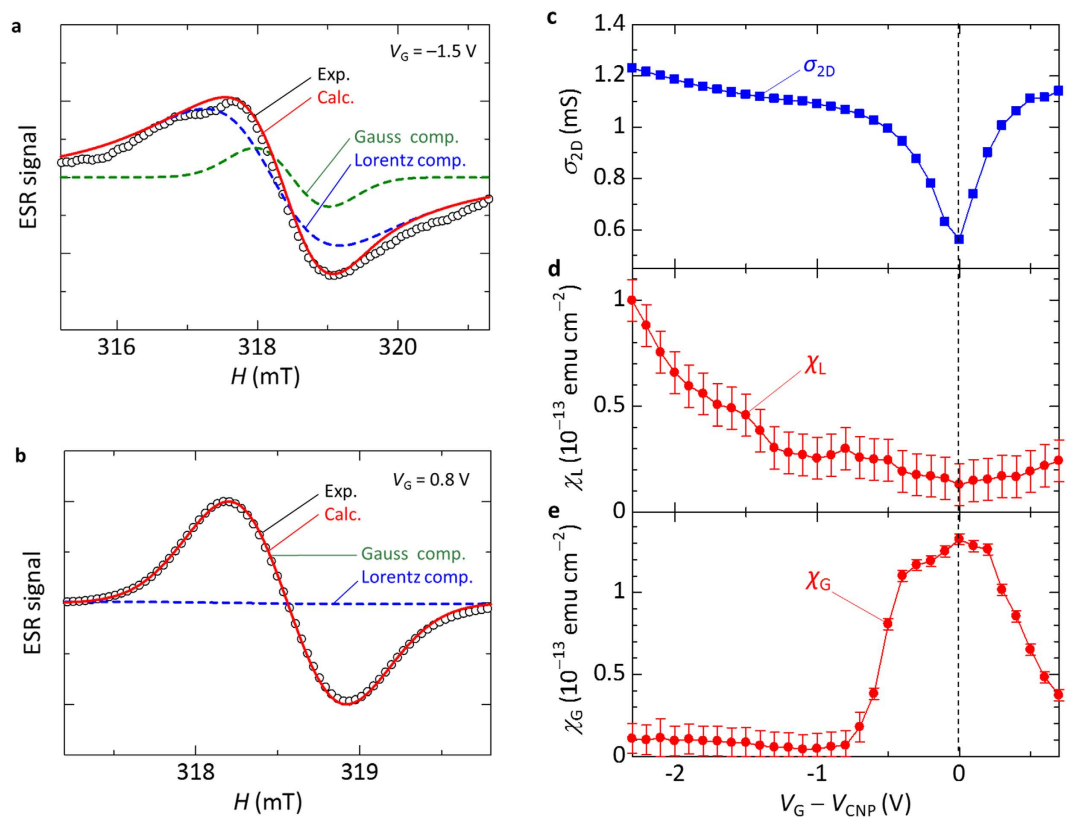 a
V_G = −1.5 V
Exp.
Calc.
Gauss comp.
Lorentz comp.
ESR signal
316 318 320
H (mT)
b
V_G = 0.8 V
Exp.
Calc.
Gauss comp.
Lorentz comp.
ESR signal
318 319
H (mT)
c
1.4
1.2
1
0.8
0.6
σ_2D (mS)
σ_2D
d
1
0.5
0
χ_L (10^−13 emu cm^−2)
χ_L
e
1
0.5
0
χ_G (10^−13 emu cm^−2)
χ_G
-2 -1 0
V_G − V_CNP (V)